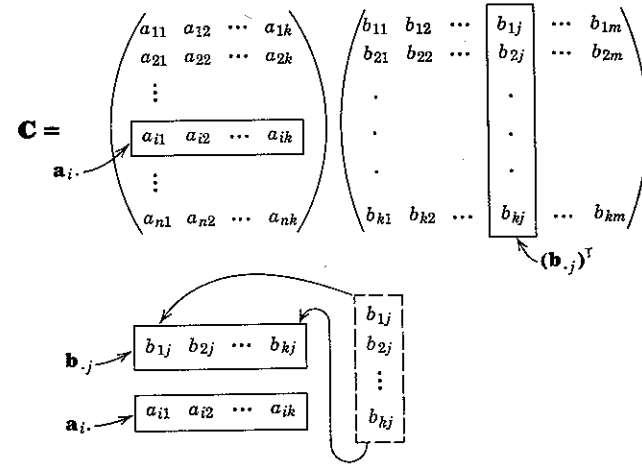 a11 a12 ⋯ a1k b11 b12 ⋯ b1j ⋯ b1m
a21 a22 ⋯ a2k b21 b22 ⋯ b2j ⋯ b2m
⋮ · · ·
C = ai1 ai2 ⋯ aik · · ·
ai·
⋮ · · ·
an1 an2 ⋯ ank bk1 bk2 ⋯ bkj ⋯ bkm
(b·j)ᵀ
b1j
b·j b1j b2j ⋯ bkj b2j
⋮
ai· ai1 ai2 ⋯ aik bkj